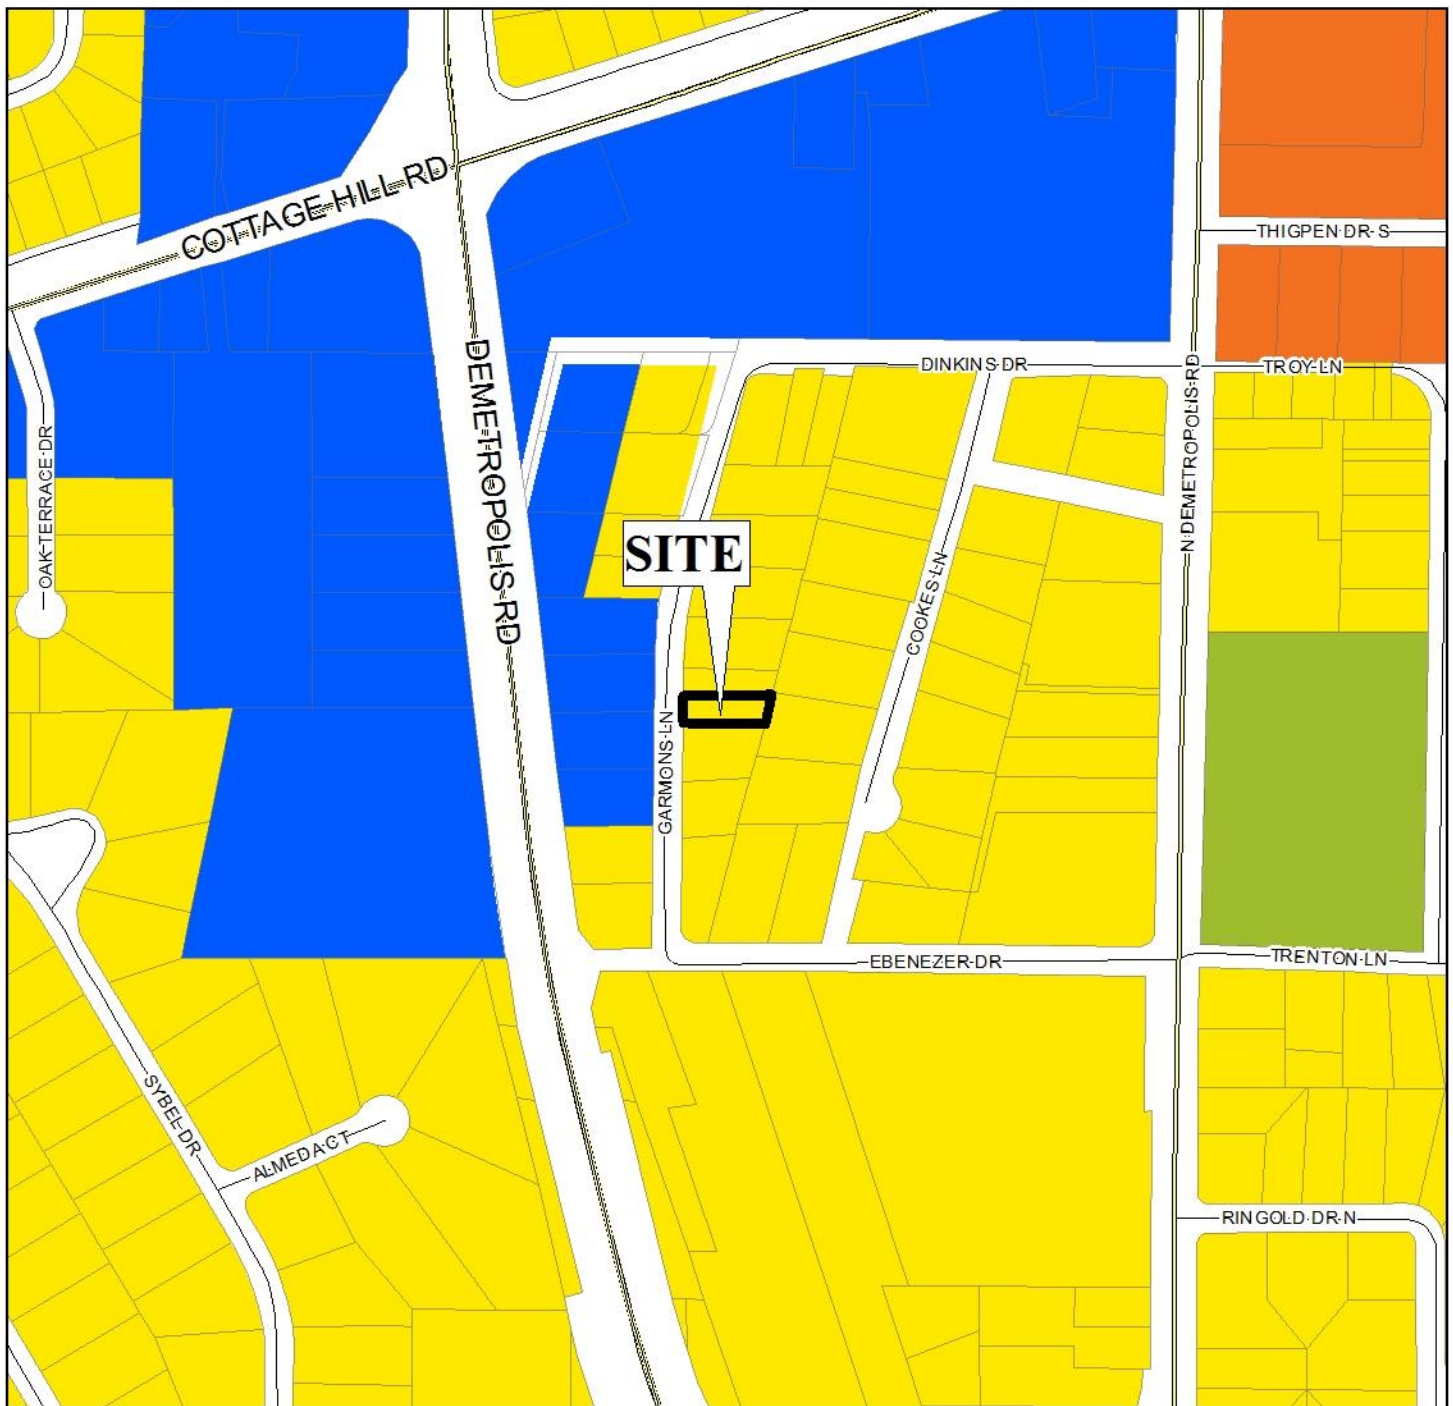 COTTAGE HILL RD
THIGPEN DR S
DEMETROPOLIS RD
DINKINS DR
N DEMETROPOLIS RD
TROY LN
OAK TERRACE DR
SITE
COOKES LN
GARMONS LN
EBENEZER DR
TRENTON LN
SYBEL DR
ALMEDA CT
RINGOLD DR N